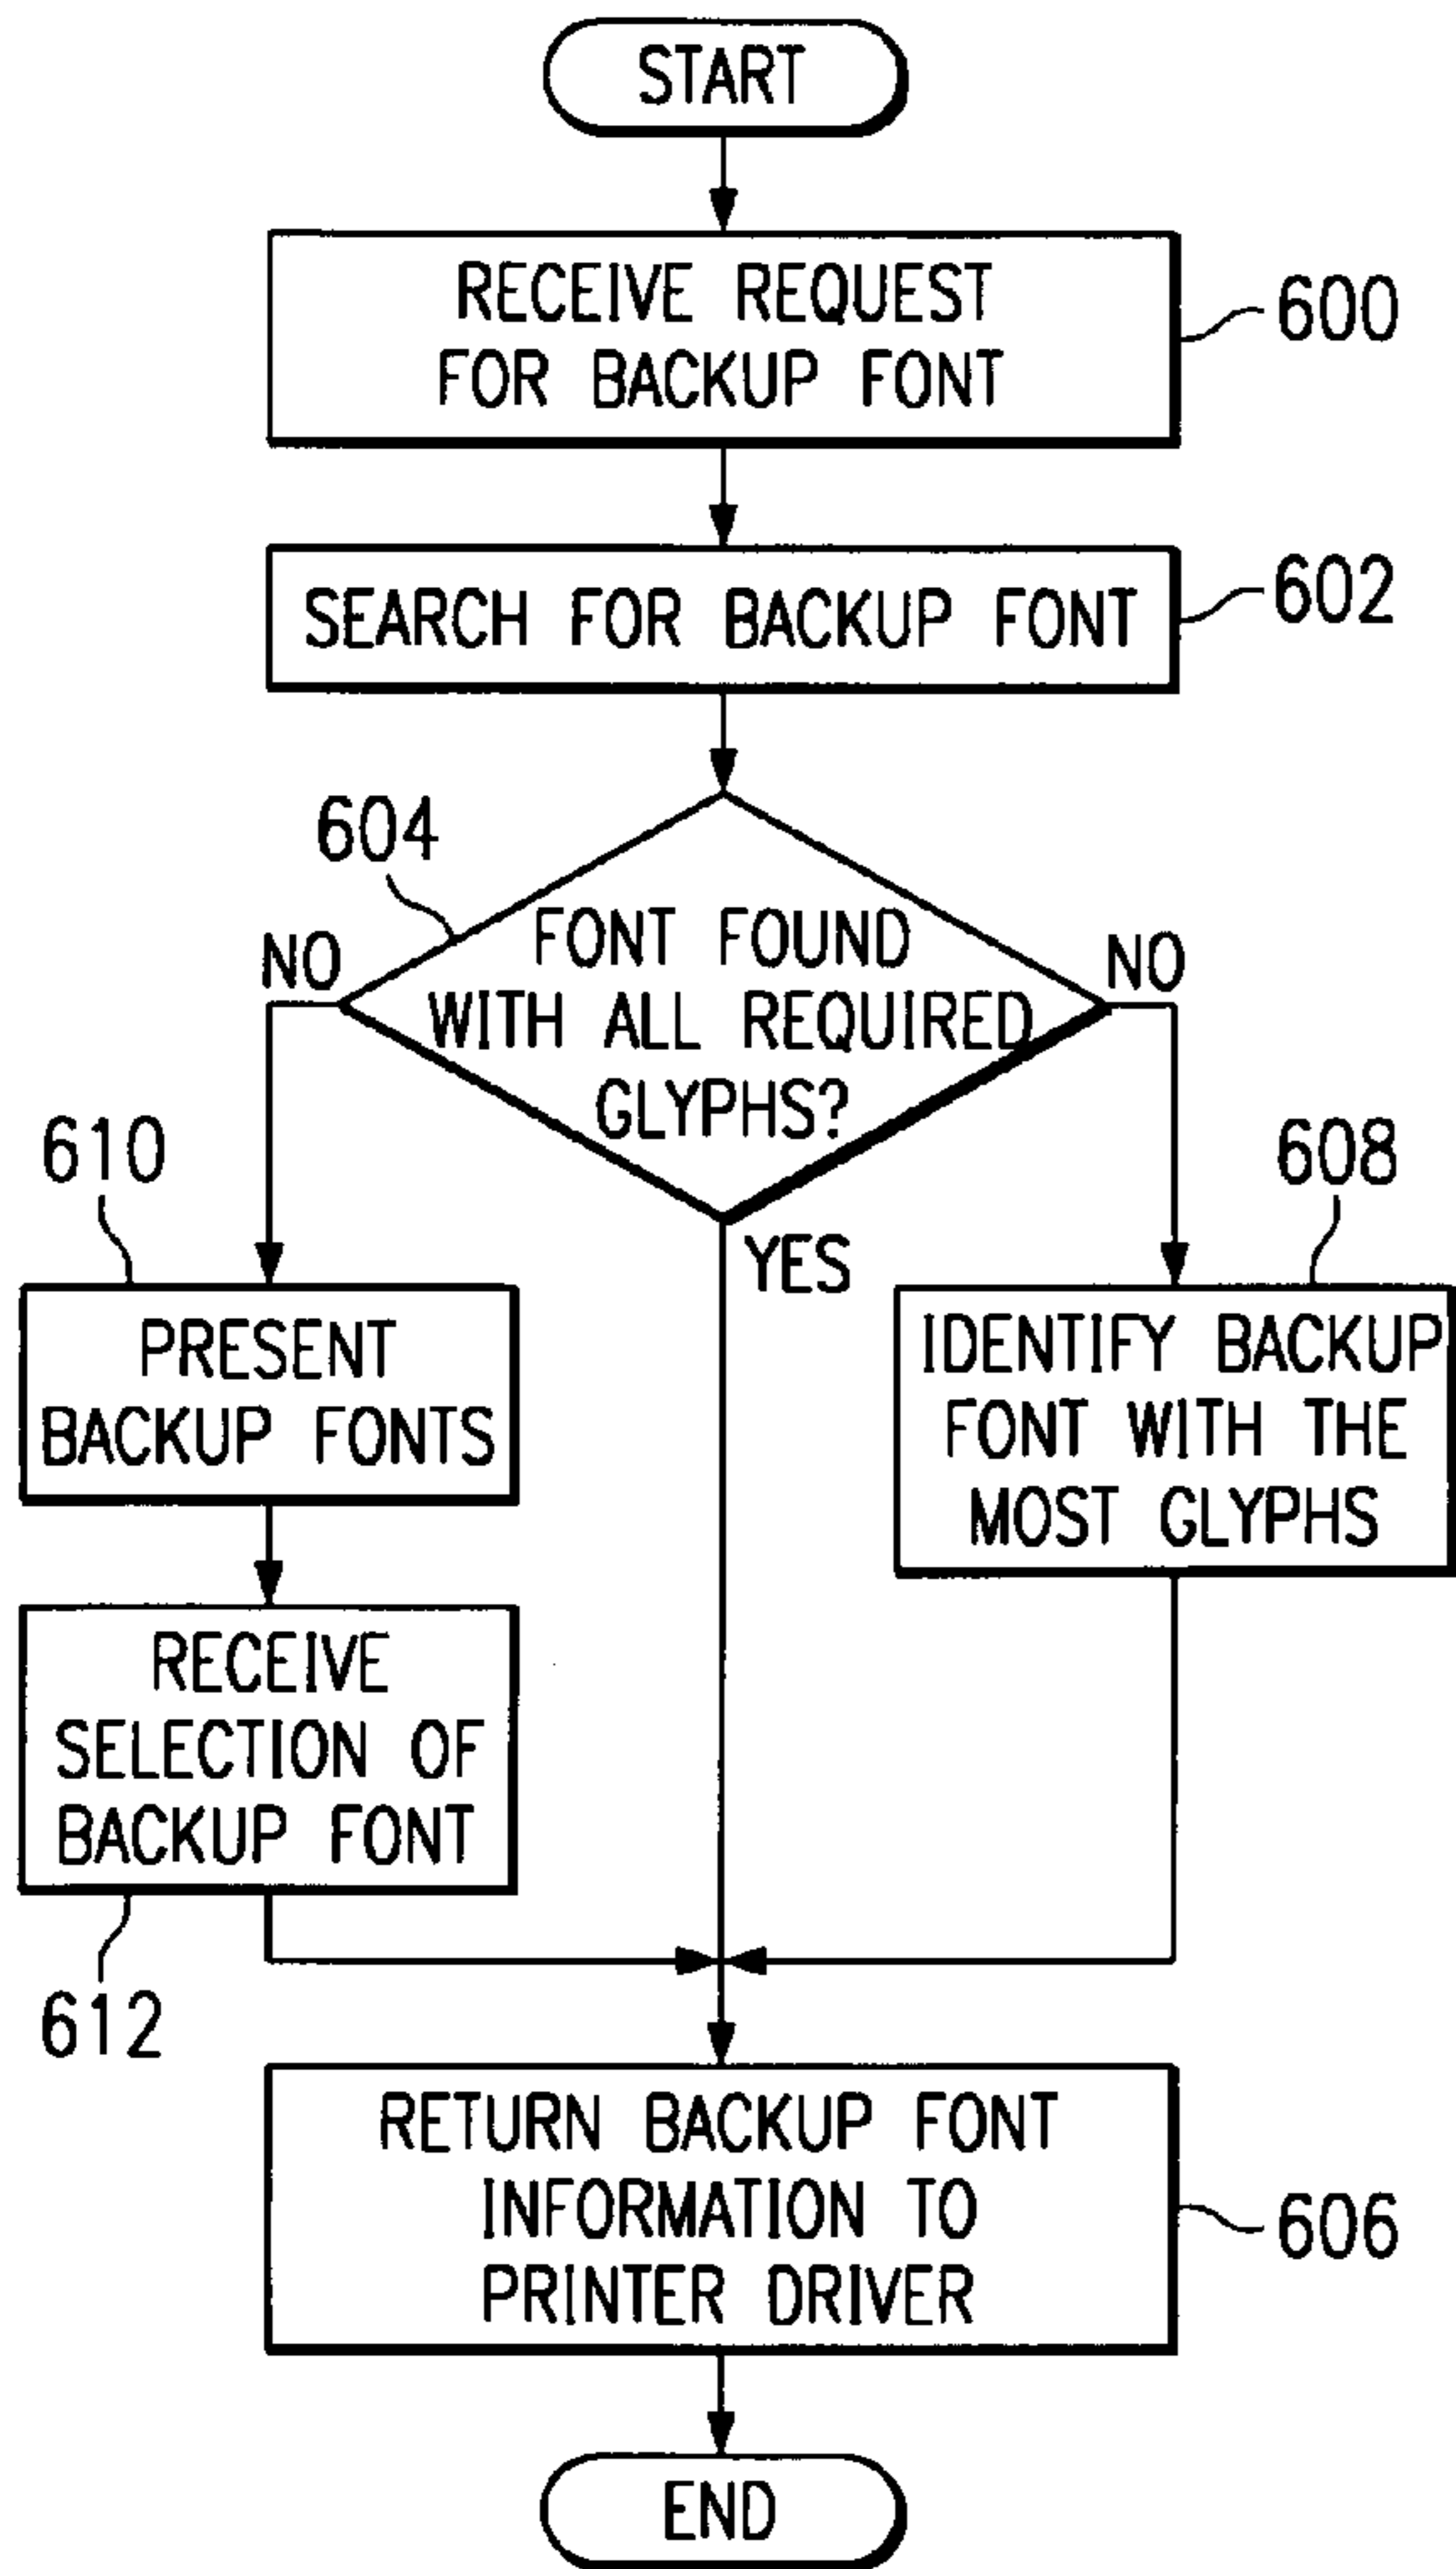 START
RECEIVE REQUEST
FOR BACKUP FONT
600
SEARCH FOR BACKUP FONT
602
604
NO
FONT FOUND
WITH ALL REQUIRED
GLYPHS?
NO
YES
610
PRESENT
BACKUP FONTS
608
IDENTIFY BACKUP
FONT WITH THE
MOST GLYPHS
RECEIVE
SELECTION OF
BACKUP FONT
612
RETURN BACKUP FONT
INFORMATION TO
PRINTER DRIVER
606
END